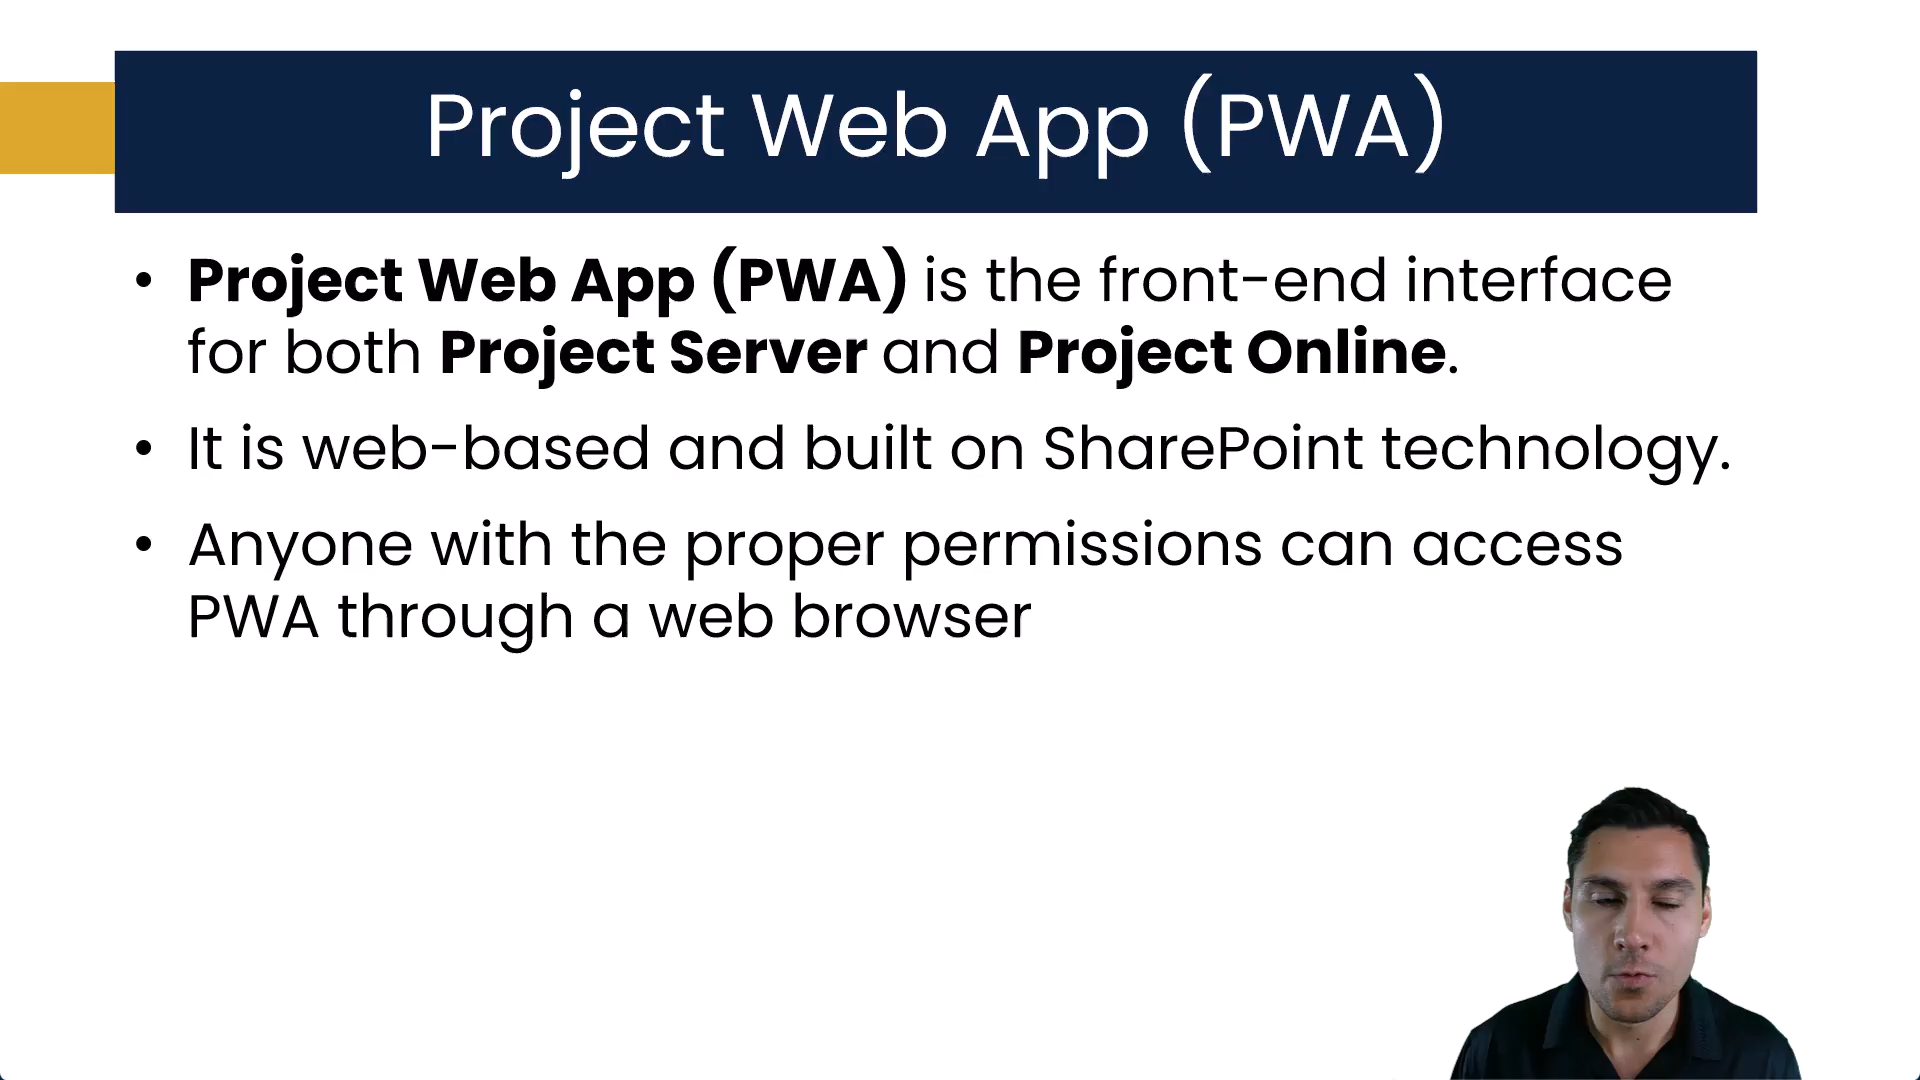 Project Web App (PWA)
• Project Web App (PWA) is the front-end interface
for both Project Server and Project Online.
• It is web-based and built on SharePoint technology.
• Anyone with the proper permissions can access
PWA through a web browser